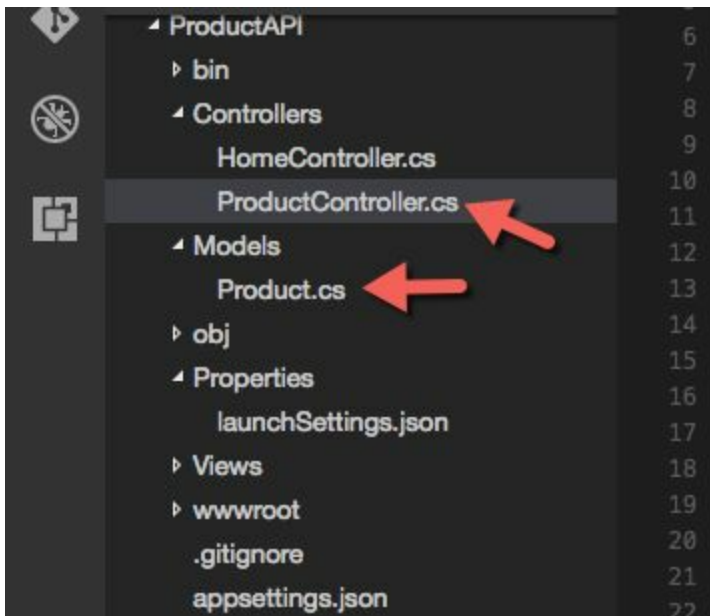 ProductAPI
bin
Controllers
HomeController.cs
ProductController.cs
Models
Product.cs
obj
Properties
launchSettings.json
Views
wwwroot
.gitignore
appsettings.json
6
7
8
9
10
11
12
13
14
15
16
17
18
19
20
21
22